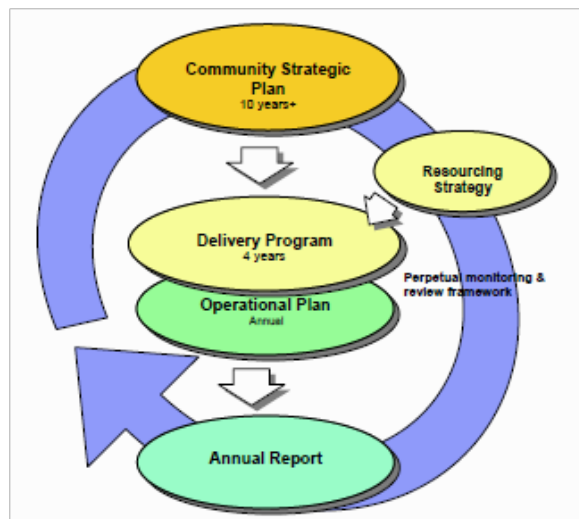 Community Strategic
Plan
10 years+
Resourcing
Strategy
Delivery Program
4 years
Perpetual monitoring &
review framework
Operational Plan
Annual
Annual Report